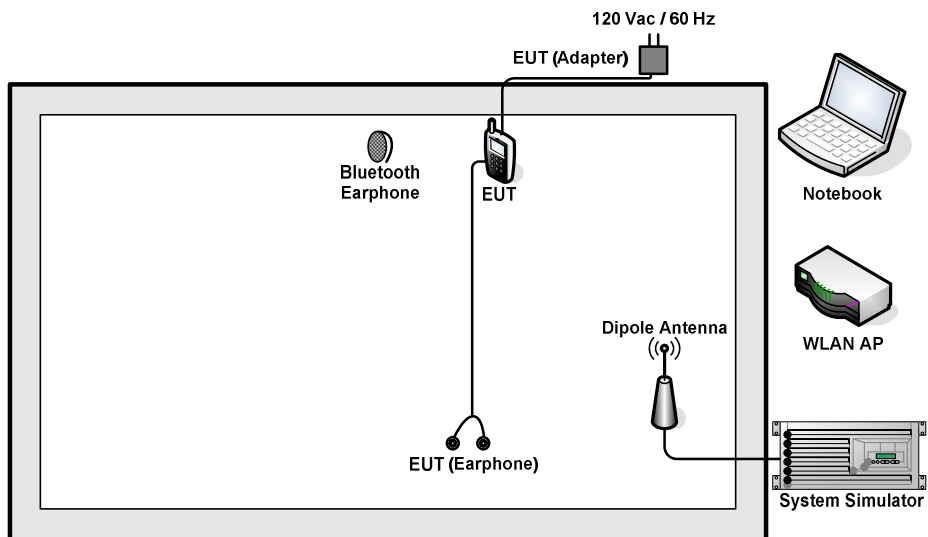 120 Vac / 60 Hz
EUT (Adapter)
Bluetooth
Earphone
EUT
Notebook
WLAN AP
Dipole Antenna
EUT (Earphone)
System Simulator